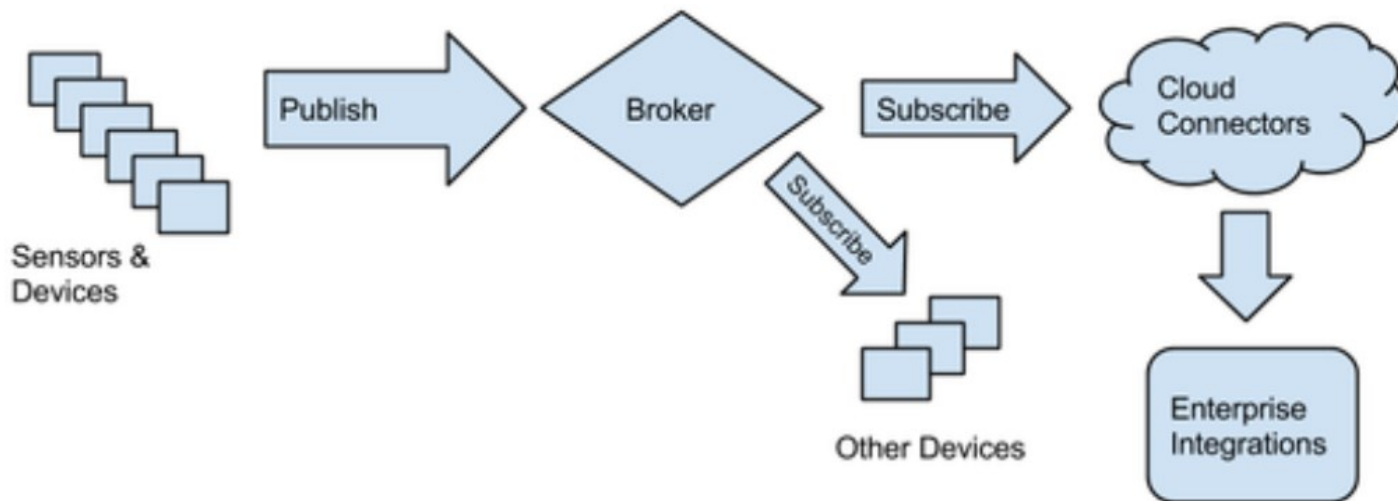 Sensors &
Devices
Publish
Broker
Subscribe
Subscribe
Cloud
Connectors
Other Devices
Enterprise
Integrations